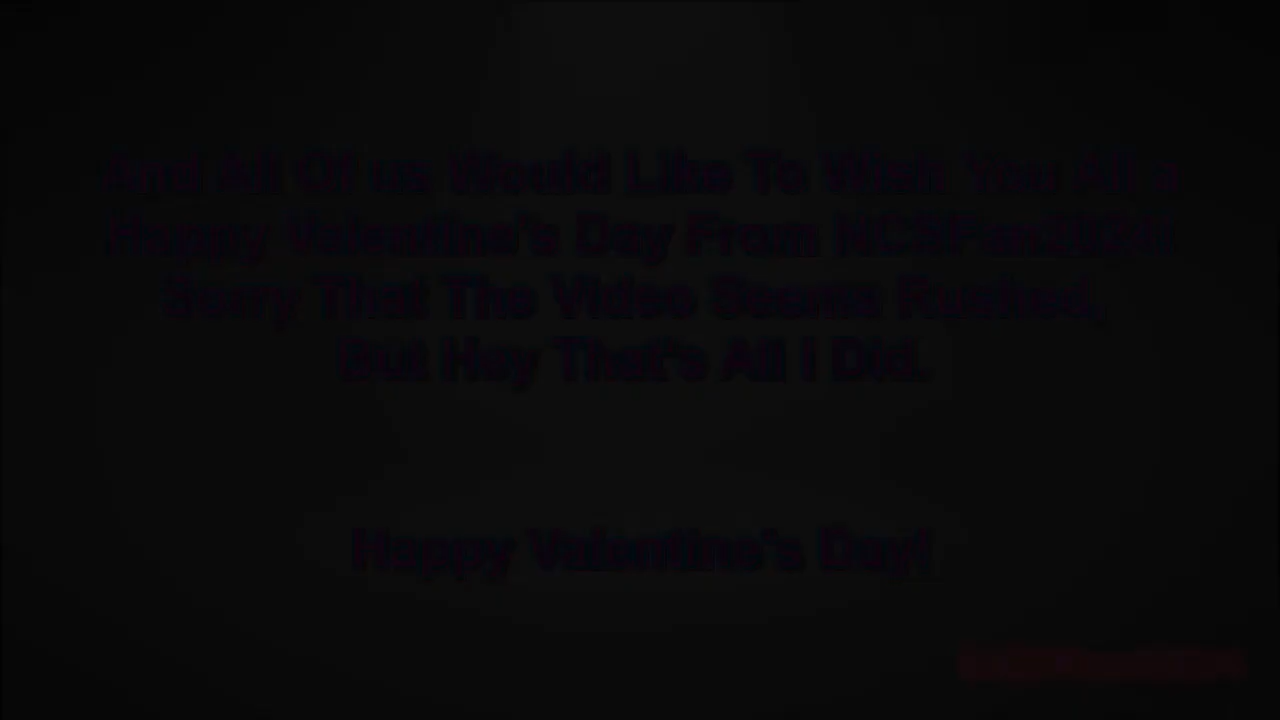 And All Of us Would Like To Wish You All a
Happy Valentine's Day From
Sorry That The Video Seems Rushed,
But Hey That's All I Did.
Happy Valentine's Day!